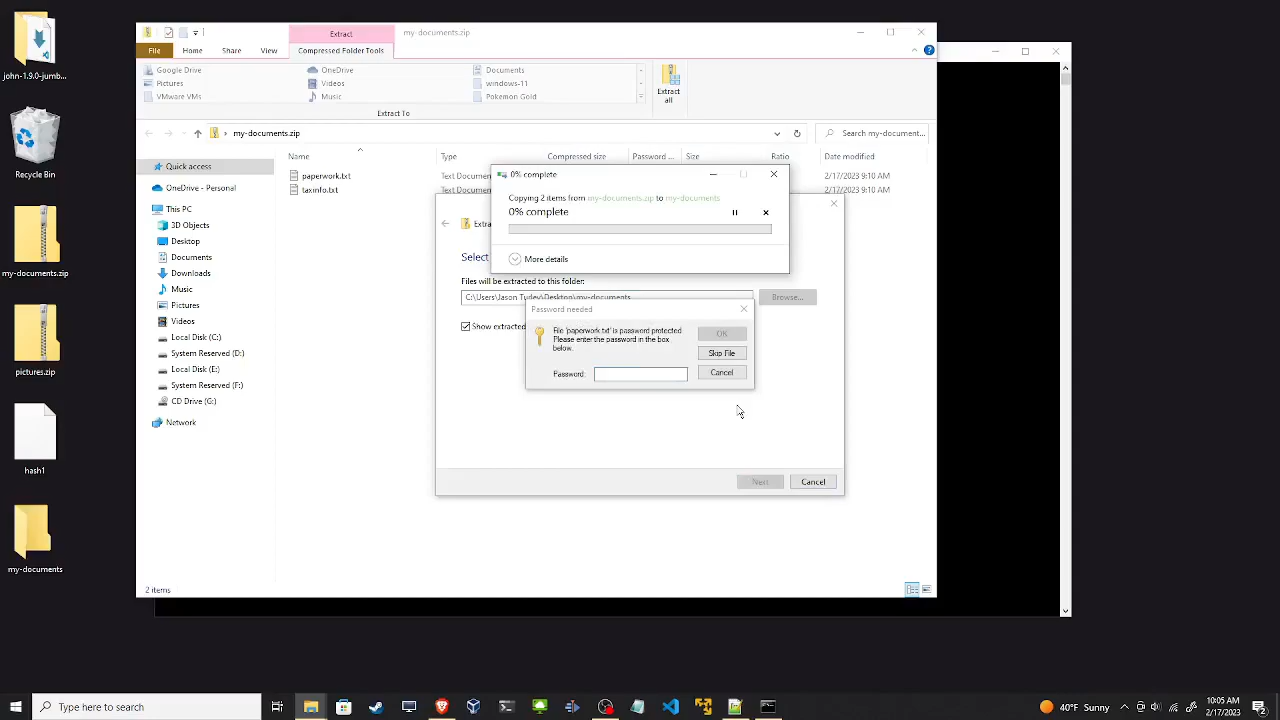 Extract
my-documents.zip
File
Home
Share
View
Compressed Folder Tools
Google Drive
OneDrive
Documents
Pictures
Videos
windows-11
VMware VMs
Music
Pokemon Gold
Extract
all
Extract To
my-documents.zip
Search my-document...
Name
Type
Compressed size
Password ...
Size
Ratio
Date modified
paperwork.txt
Text Documen
2/17/2023 9:10 AM
taxinfo.txt
Text Documen
2/17/2023 9:10 AM
Quick access
OneDrive - Personal
This PC
3D Objects
Desktop
Documents
Downloads
Music
Pictures
Videos
Local Disk (C:)
System Reserved (D:)
Local Disk (E:)
System Reserved (F:)
CD Drive (G:)
Network
2 items
0% complete
Copying 2 items from my-documents.zip to my-documents
0% complete
More details
Extra
Select
Files will be extracted to this folder:
Browse...
Show extracted
Password needed
File 'paperwork.txt' is password protected
Please enter the password in the box
below.
Password:
OK
Skip File
Cancel
Next
Cancel
john-1.9.0-jumb...
Recycle Bin
my-documents.zip
pictures.zip
hash1
my-documents
Type here to search
40°F Sunny
10:05 AM
2/17/2023